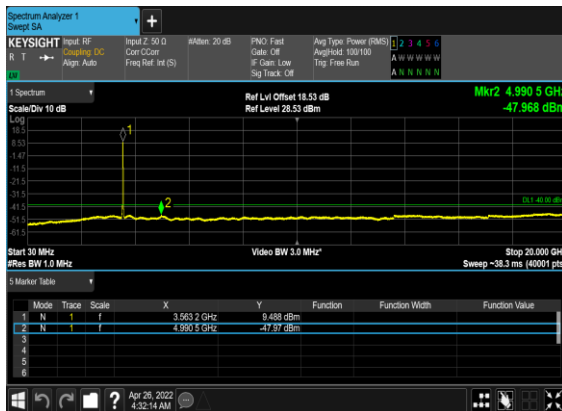 Spectrum Analyzer 1
Swept SA
KEYSIGHT Input: RF Input Z: 50 Ω #Atten: 20 dB PNO: Fast Avg Type: Power (RMS) 1 2 3 4 5 6
R T Coupling: DC Corr CCorr Gate: Off Avg|Hold: 100/100 A W W W W W
Align: Auto Freq Ref: Int (S) IF Gain: Low Trig: Free Run
Sig Track: Off A N N N N N
1 Spectrum
Scale/Div 10 dB
Ref Lvl Offset 18.53 dB
Ref Level 28.53 dBm
Mkr2 4.990 5 GHz
-47.968 dBm
Log
18.5
8.53
-1.47
-11.5
-21.5
-31.5
-41.5
-51.5
-61.5
1
2
DL1 -40.00 dBm
Start 30 MHz Video BW 3.0 MHz* Stop 20.000 GHz
#Res BW 1.0 MHz Sweep ~38.3 ms (40001 pts)
5 Marker Table
Mode Trace Scale X Y Function Function Width Function Value
1 N 1 f 3.563 2 GHz 9.488 dBm
2 N 1 f 4.990 5 GHz -47.97 dBm
3
4
5
6
? Apr 26, 2022
4:32:14 AM